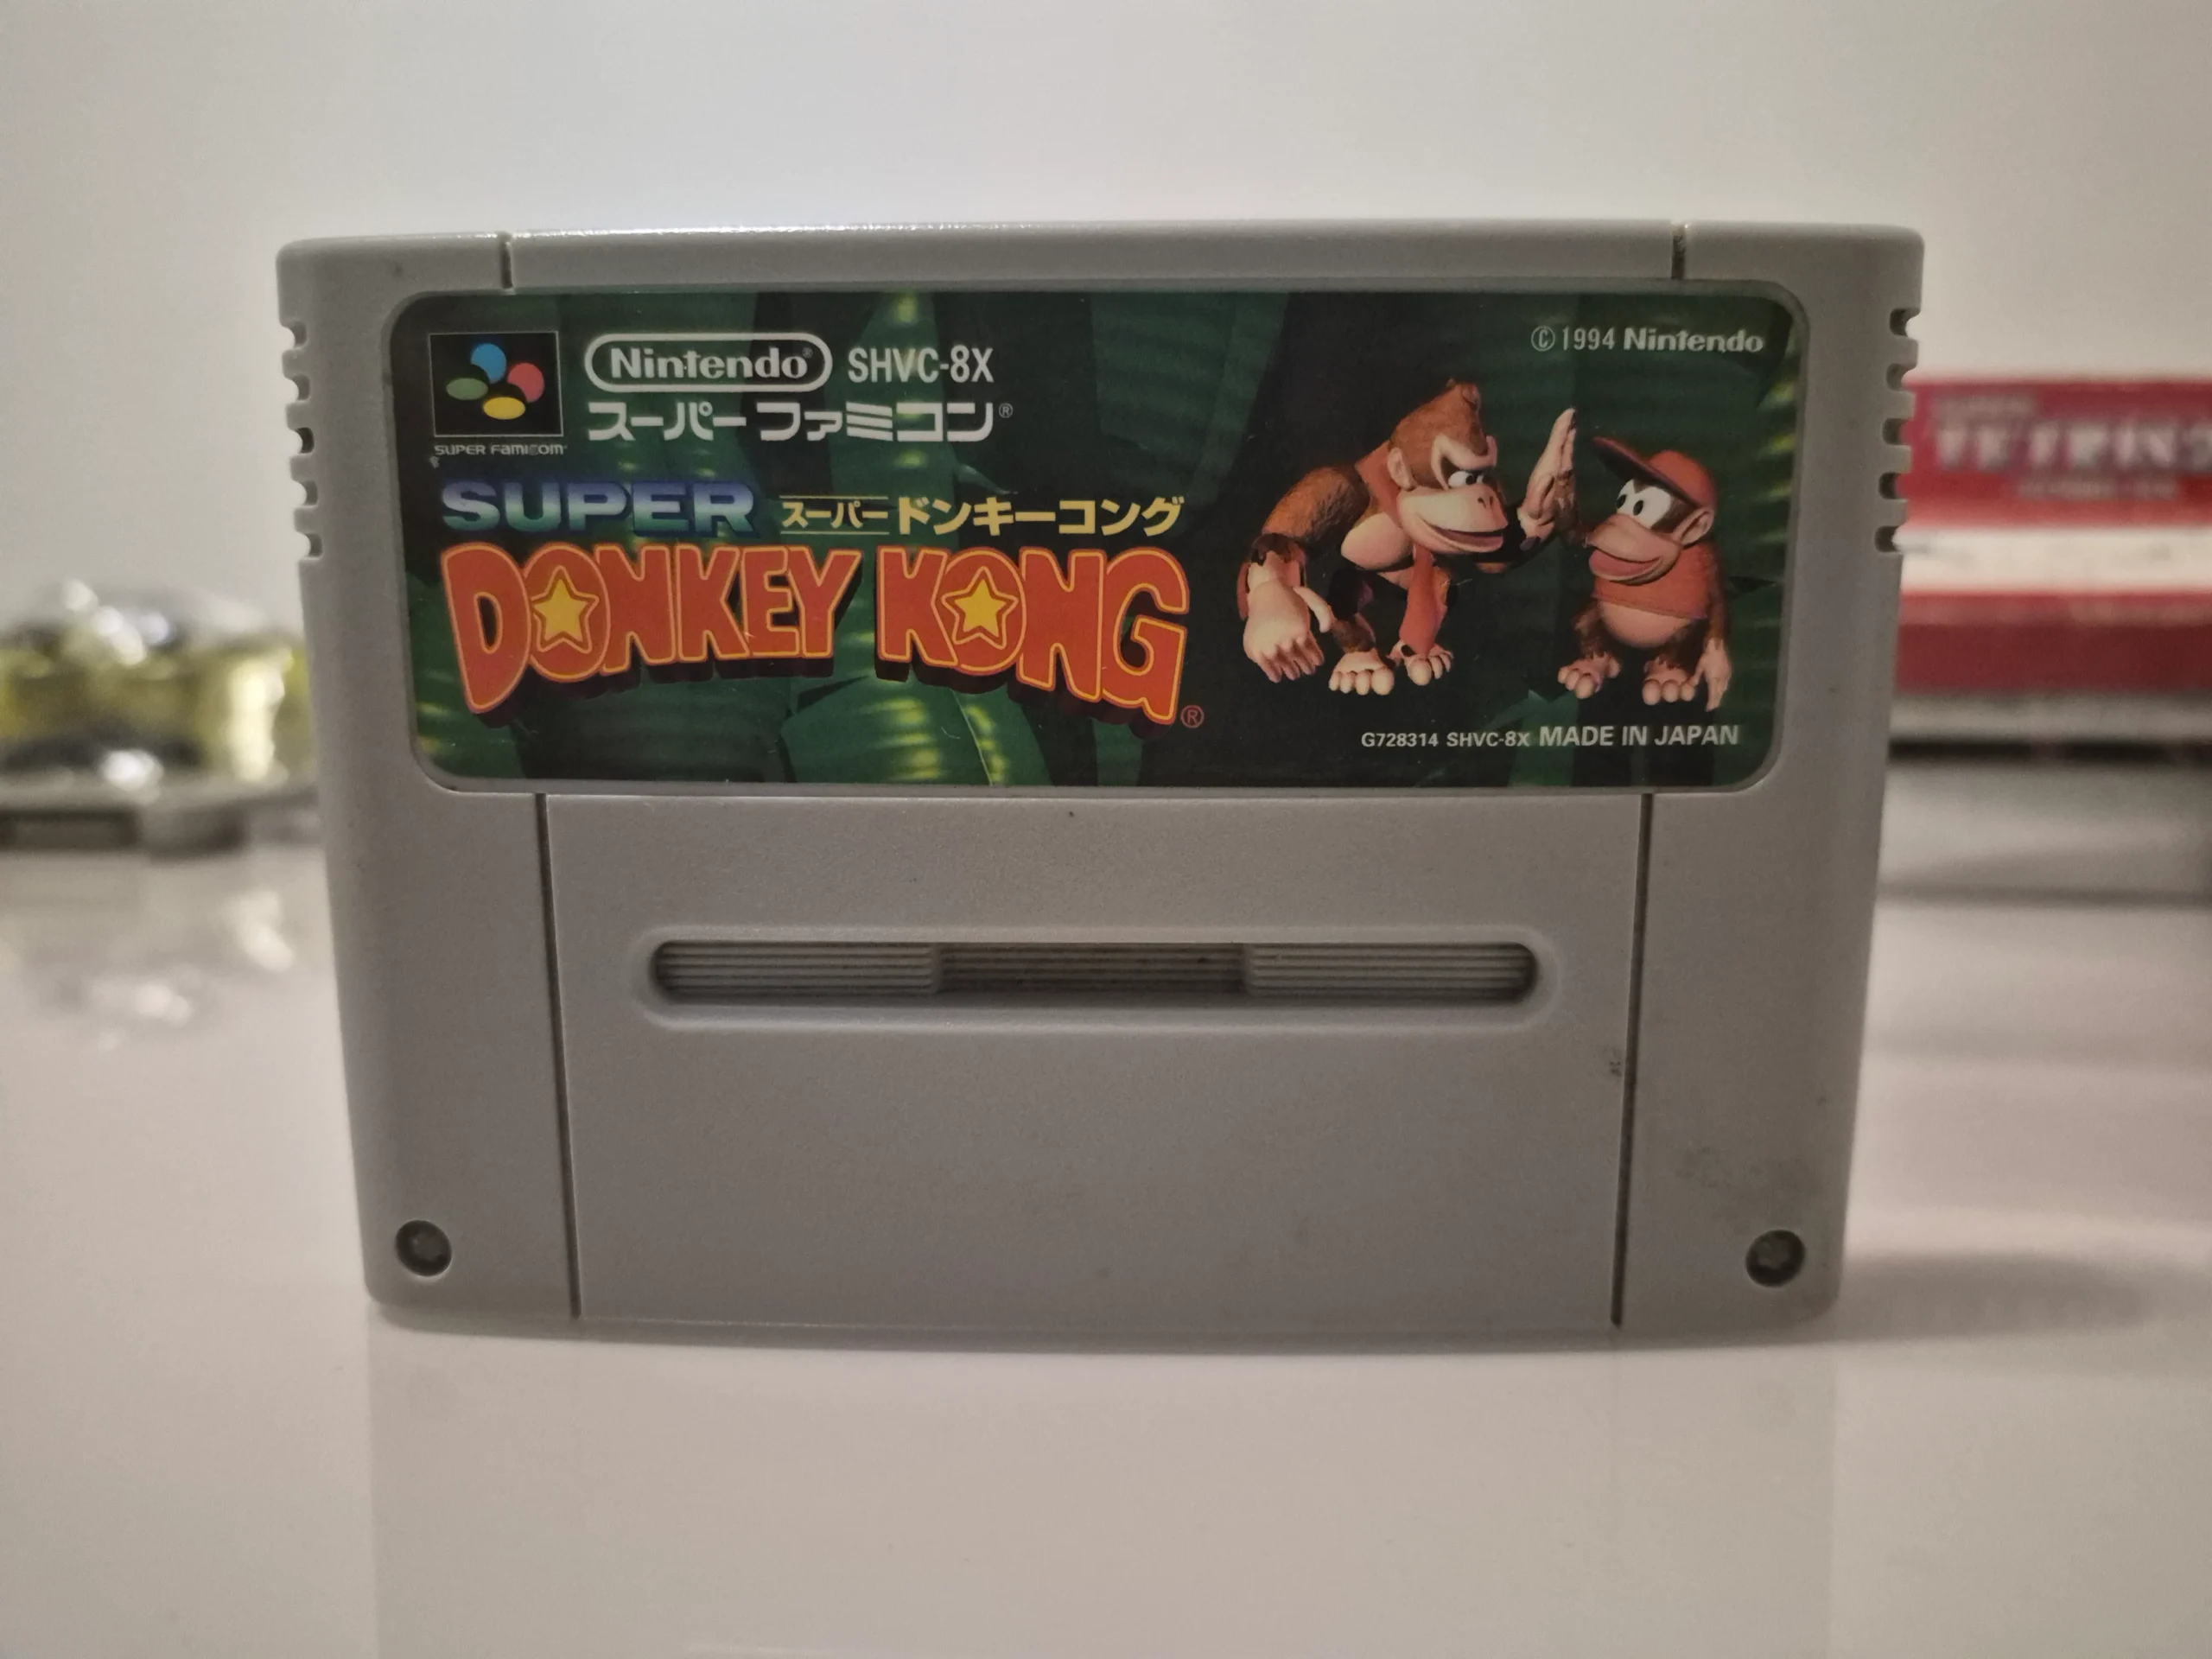 Nintendo® SHVC-8X
スーパーファミコン®
SUPER FAMICOM
© 1994 Nintendo
SUPER スーパードンキーコング
DONKEY KONG®
G728314 SHVC-8X MADE IN JAPAN
TETRIS